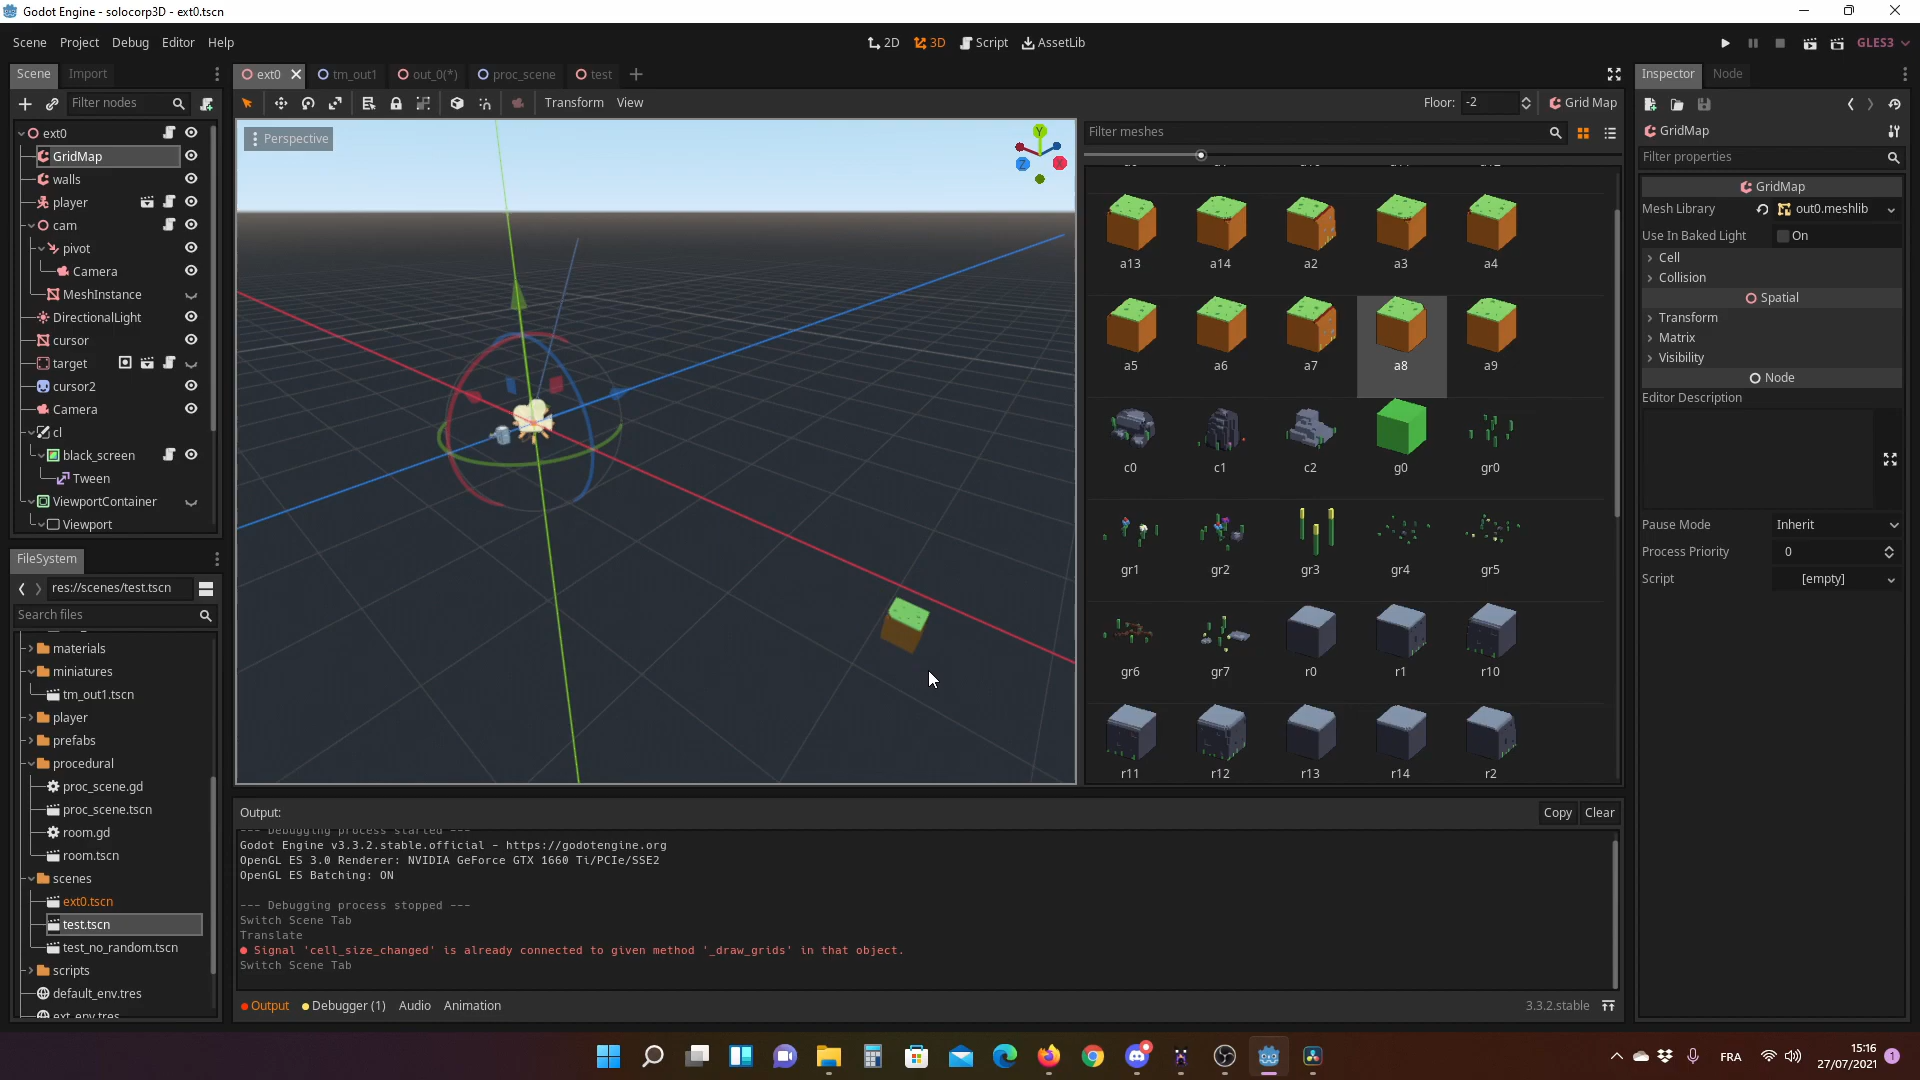 Godot Engine - solocorp3D - ext0.tscn
Scene Project Debug Editor Help
2D 3D Script AssetLib
GLES3
Scene Import
ext0 tm_out1 out_0(*) proc_scene test
Inspector Node
Filter nodes
Transform View
Floor: -2 Grid Map
ext0
GridMap
walls
player
cam
pivot
Camera
MeshInstance
DirectionalLight
cursor
target
cursor2
Camera
cl
black_screen
Tween
ViewportContainer
Viewport
FileSystem
res://scenes/test.tscn
Search files
materials
miniatures
tm_out1.tscn
player
prefabs
procedural
proc_scene.gd
proc_scene.tscn
room.gd
room.tscn
scenes
ext0.tscn
test.tscn
test_no_random.tscn
scripts
default_env.tres
ext_env.tres
Perspective
Y
Z X
Filter meshes
a13 a14 a2 a3 a4
a5 a6 a7 a8 a9
c0 c1 c2 g0 gr0
gr1 gr2 gr3 gr4 gr5
gr6 gr7 r0 r1 r10
r11 r12 r13 r14 r2
Output:
Copy Clear
--- Debugging process started ---
Godot Engine v3.3.2.stable.official - https://godotengine.org
OpenGL ES 3.0 Renderer: NVIDIA GeForce GTX 1660 Ti/PCIe/SSE2
OpenGL ES Batching: ON
--- Debugging process stopped ---
Switch Scene Tab
Translate
Signal 'cell_size_changed' is already connected to given method '_draw_grids' in that object.
Switch Scene Tab
Output Debugger (1) Audio Animation
3.3.2.stable
GridMap
Filter properties
GridMap
Mesh Library out0.meshlib
Use In Baked Light On
Cell
Collision
Spatial
Transform
Matrix
Visibility
Node
Editor Description
Pause Mode Inherit
Process Priority 0
Script [empty]
FRA
15:16
27/07/2021
1